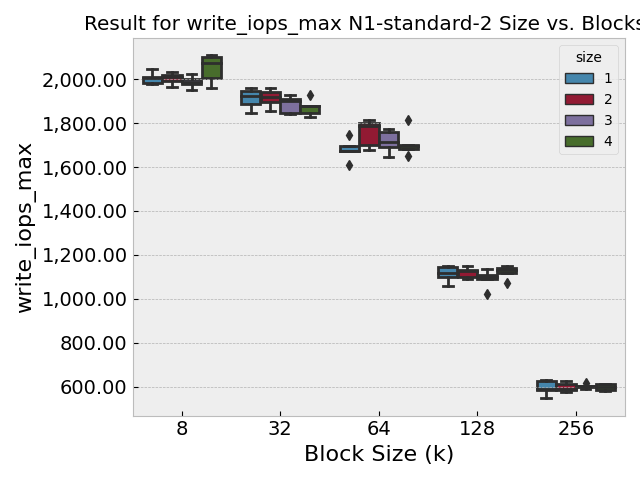 Result for write_iops_max N1-standard-2 Size vs. Blocks
write_iops_max
2,000.00
1,800.00
1,600.00
1,400.00
1,200.00
1,000.00
800.00
600.00
size
1
2
3
4
8 32 64 128 256
Block Size (k)